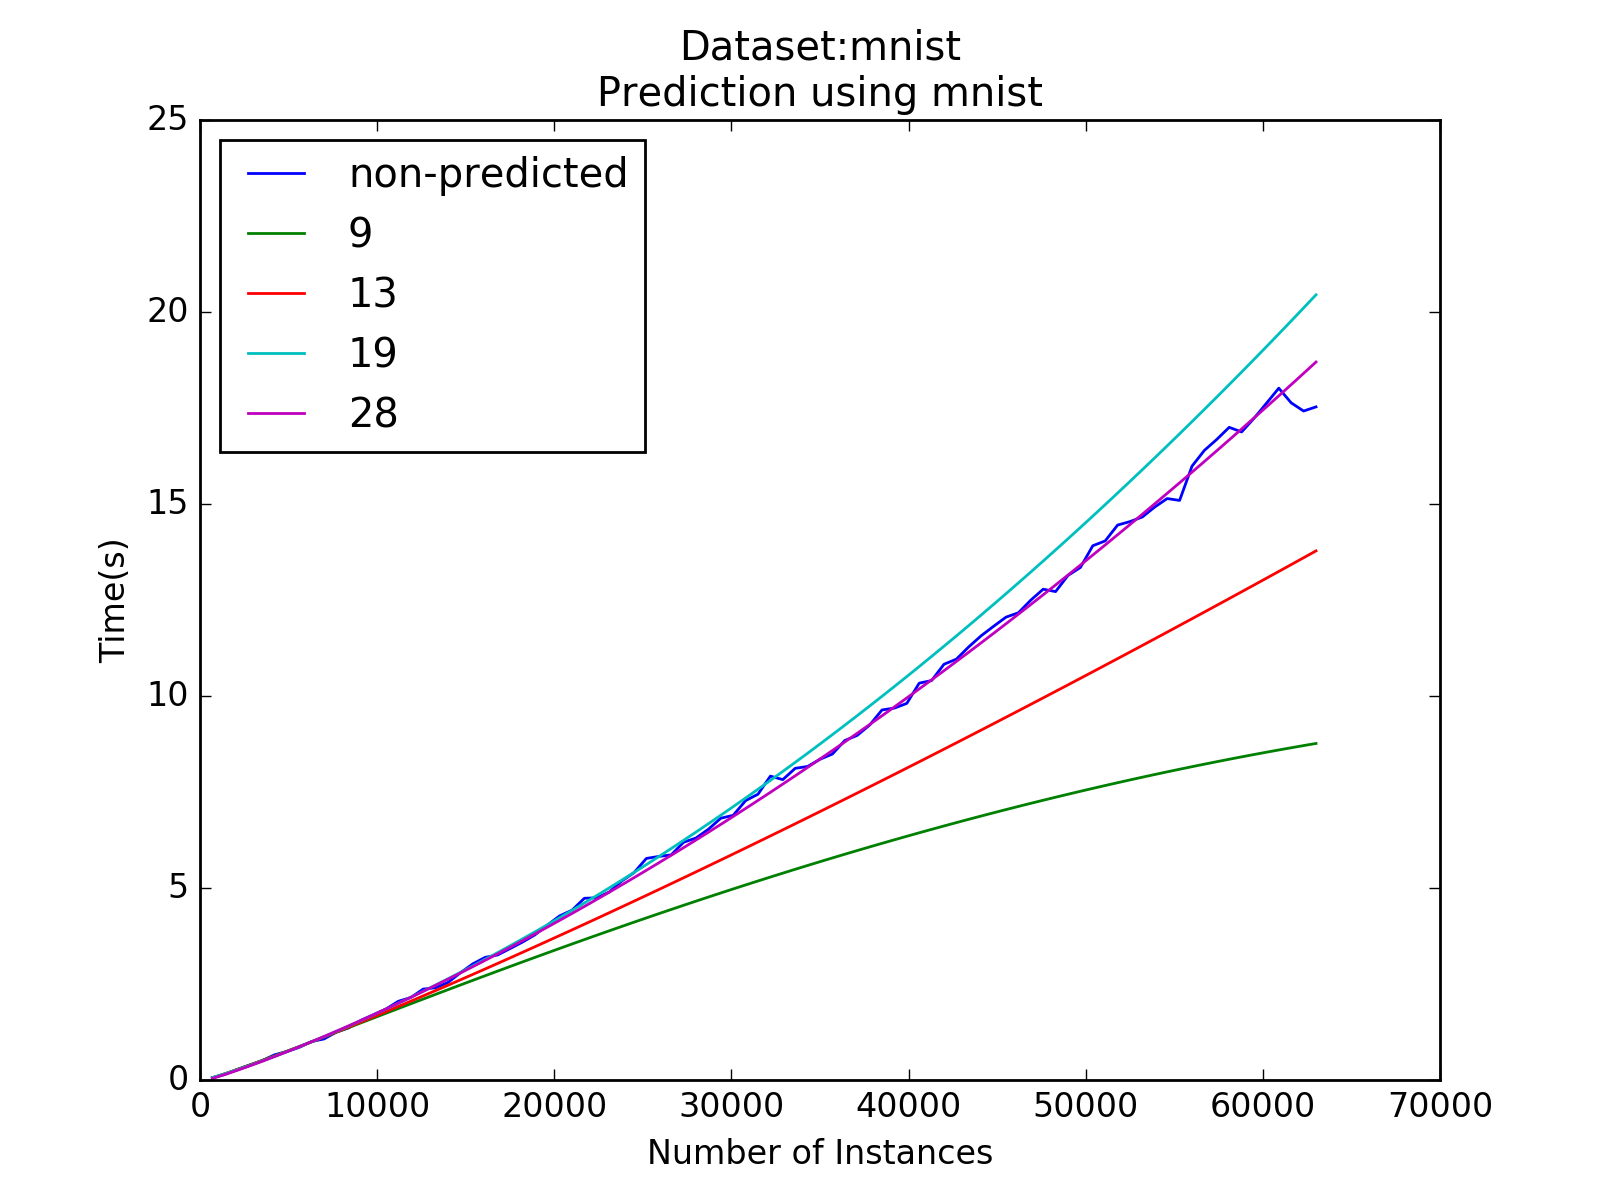 Dataset:mnist
Prediction using mnist
non-predicted
9
13
19
28
25
20
15
10
5
0
Time(s)
0 10000 20000 30000 40000 50000 60000 70000
Number of Instances